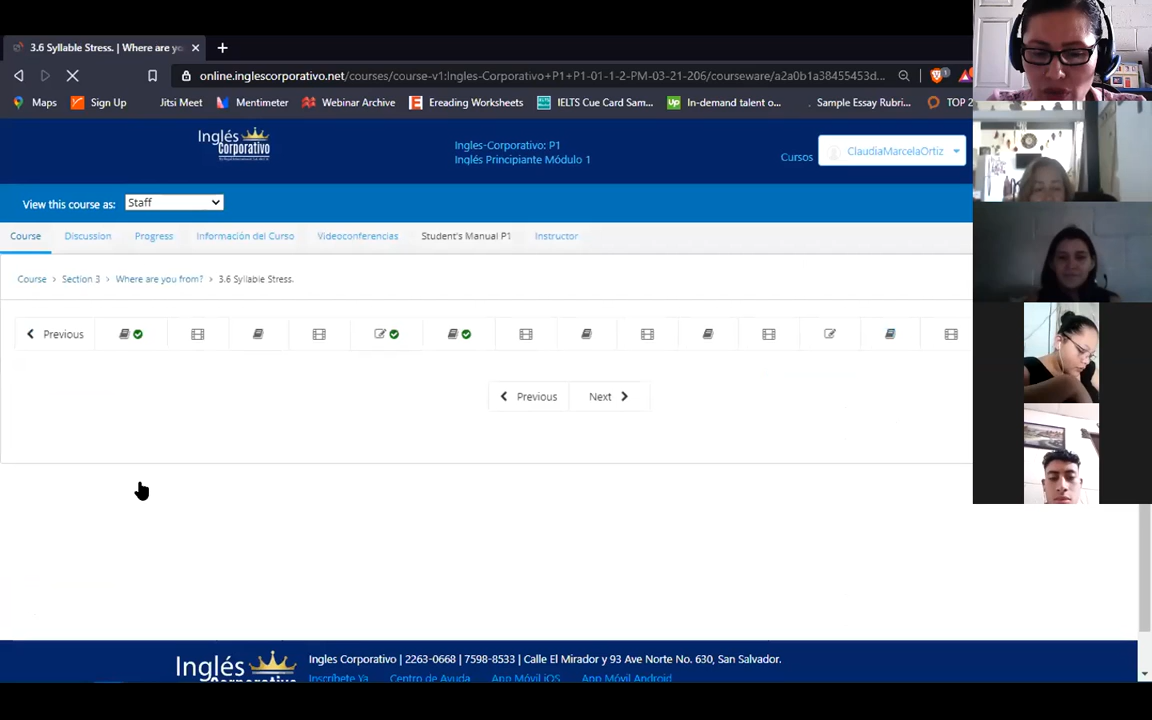 3.6 Syllable Stress. | Where are yo
online.inglescorporativo.net/courses/course-v1:Ingles-Corporativo+P1+P1-01-1-2-PM-03-21-206/courseware/a2a0b1a38455453d...
Maps Sign Up Jitsi Meet Mentimeter Webinar Archive Ereading Worksheets IELTS Cue Card Sam... In-demand talent o... Sample Essay Rubri... TOP 2
Inglés
Corporativo
Ingles-Corporativo: P1
Inglés Principiante Módulo 1
Cursos ClaudiaMarcelaOrtiz
View this course as: Staff
Course Discussion Progress Información del Curso Videoconferencias Student's Manual P1 Instructor
Course > Section 3 > Where are you from? > 3.6 Syllable Stress.
Previous
Previous Next
Inglés
Corporativo
Ingles Corporativo | 2263-0668 | 7598-8533 | Calle El Mirador y 93 Ave Norte No. 630, San Salvador.
Inscríbete Ya Centro de Ayuda App Móvil iOS App Móvil Android